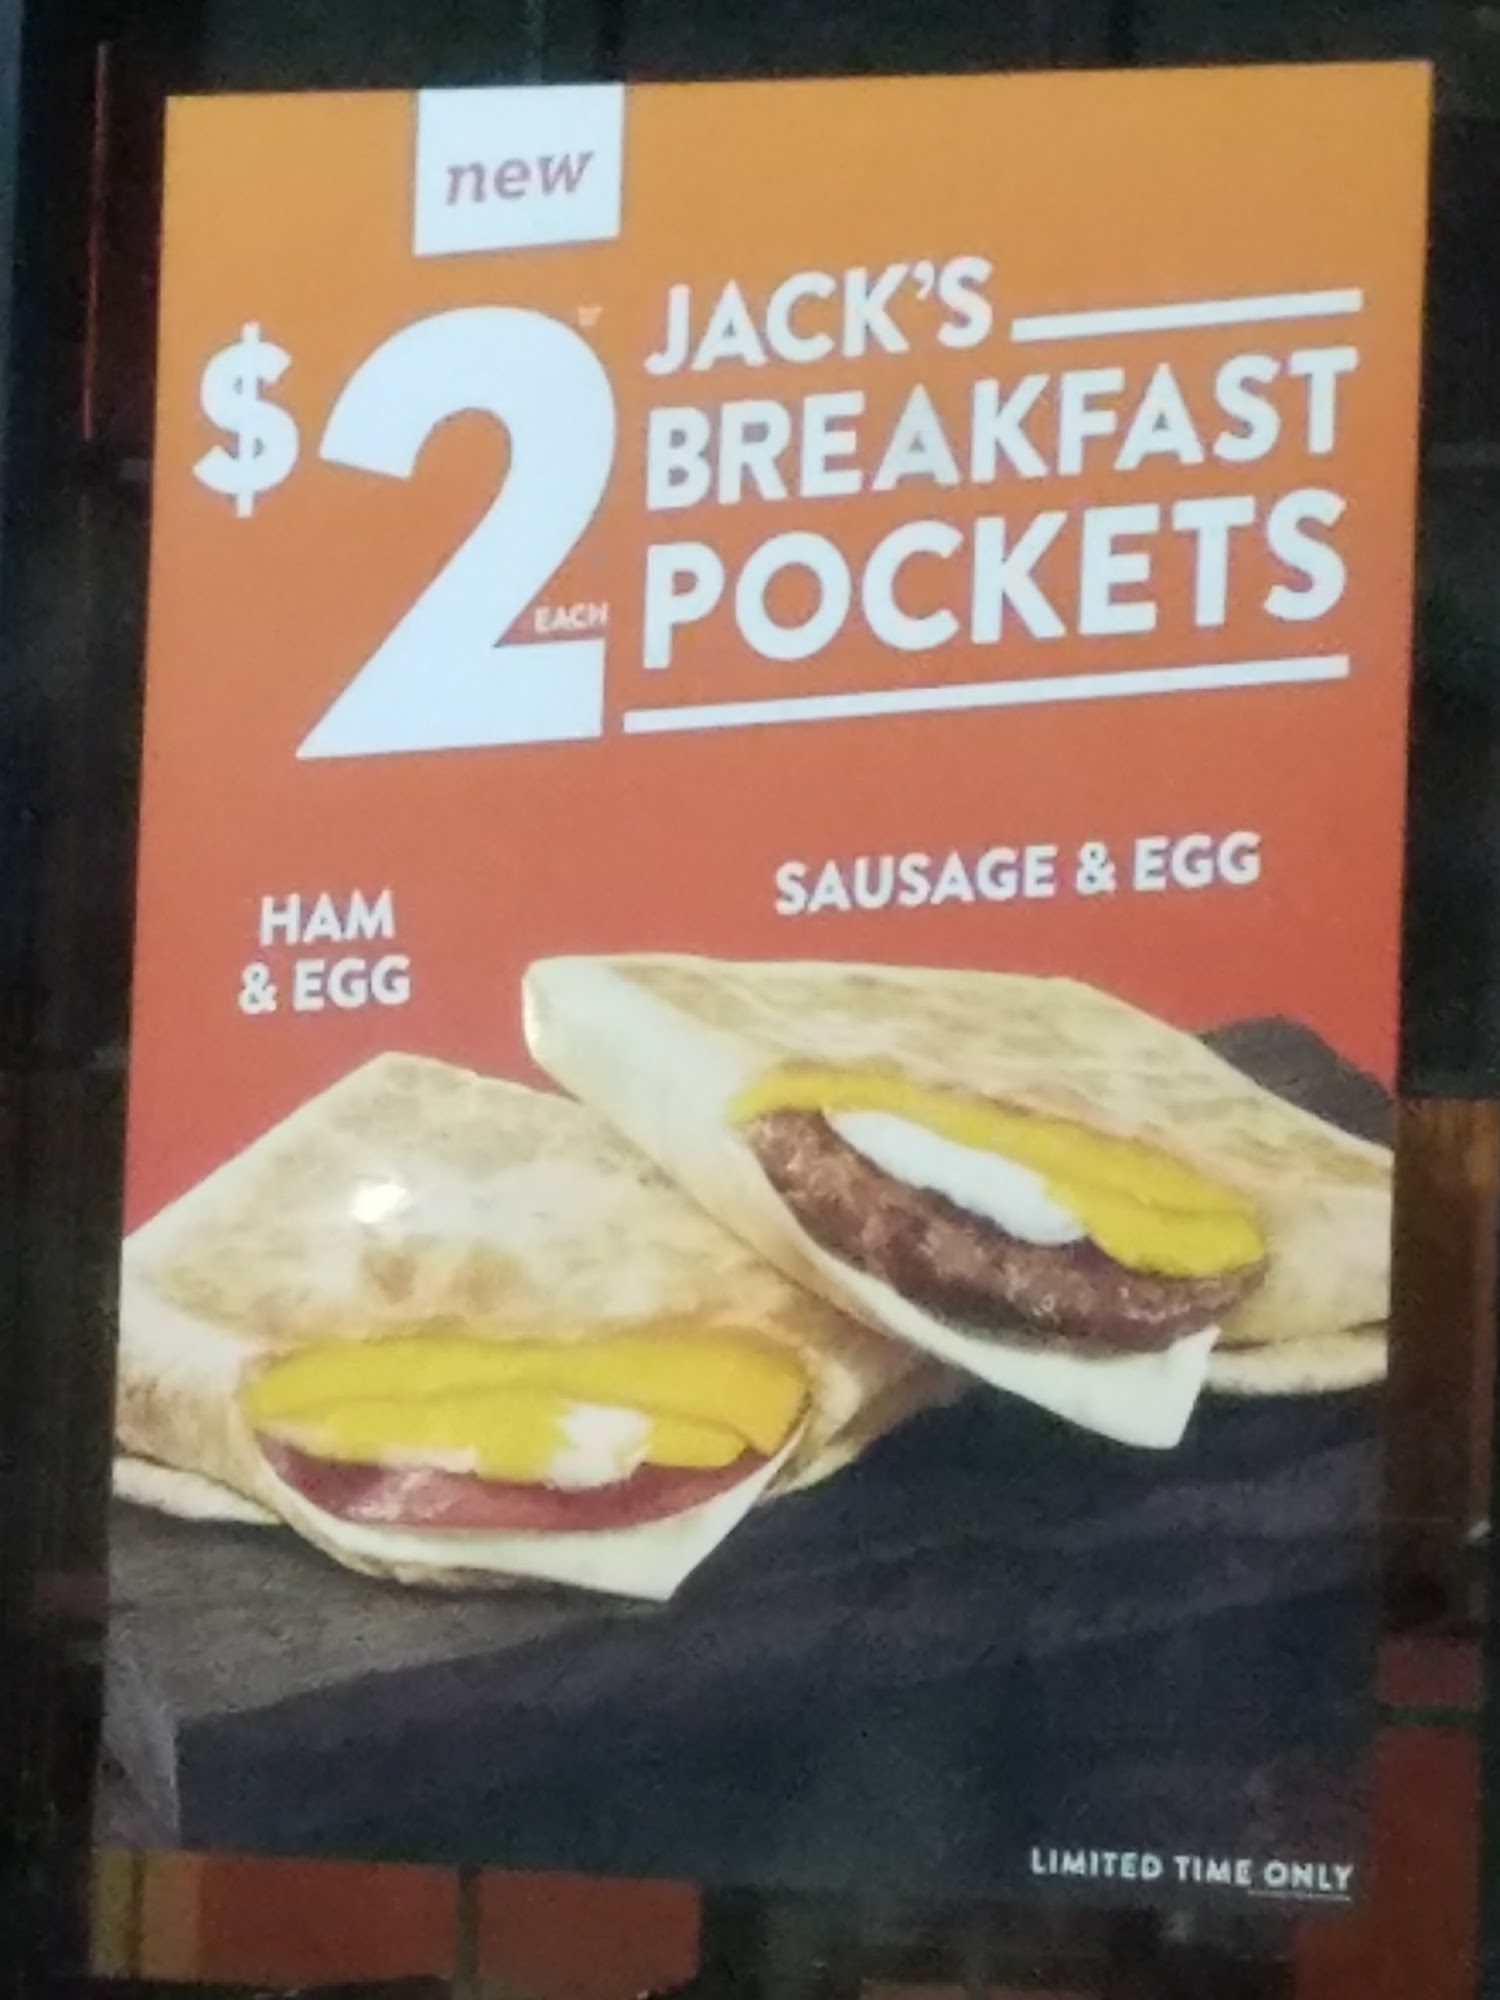 new
$2
EACH
JACK'S
BREAKFAST
POCKETS
HAM
& EGG
SAUSAGE & EGG
LIMITED TIME ONLY